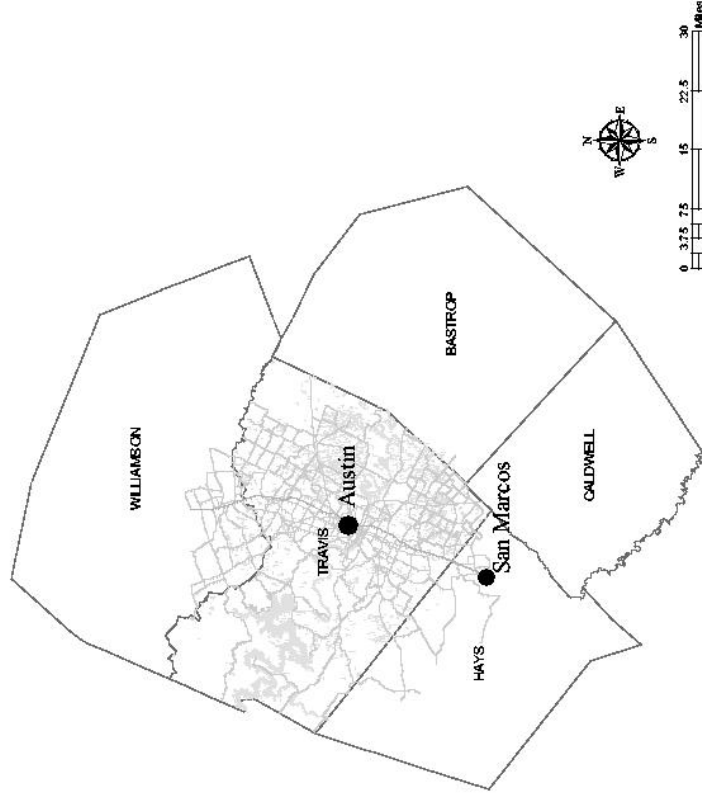 WILLIAMSON
TRAVIS
Austin
BASTROP
San Marcos
HAYS
CALDWELL
N
W
E
S
0 3.75 7.5 15 22.5 30
Miles